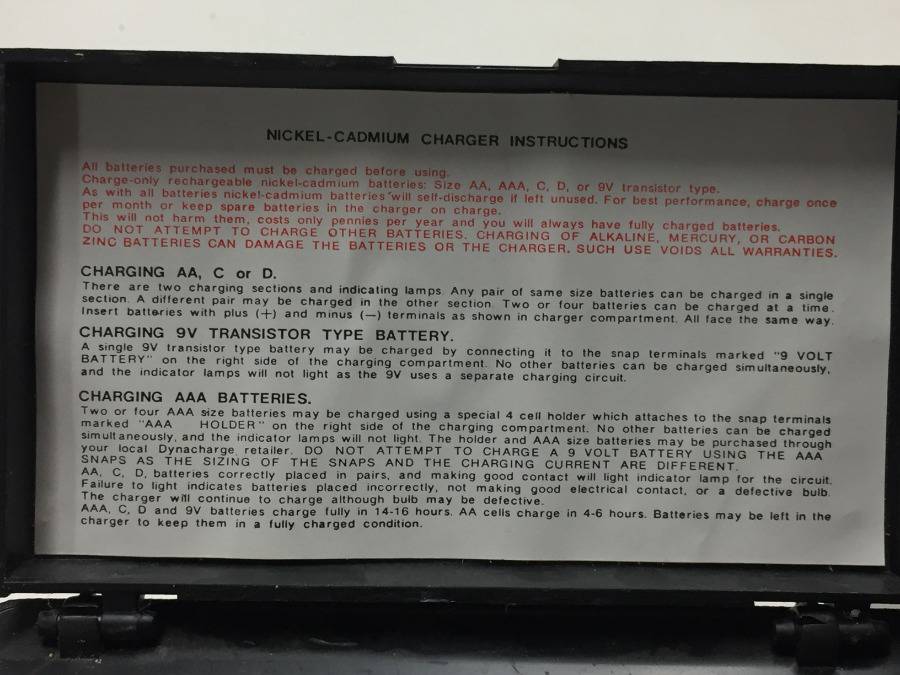 NICKEL-CADMIUM CHARGER INSTRUCTIONS
All batteries purchased must be charged before using.
Charge-only rechargeable nickel-cadmium batteries: Size AA, AAA, C, D, or 9V transistor type.
As with all batteries nickel-cadmium batteries will self-discharge if left unused. For best performance, charge once
per month or keep spare batteries in the charger on charge.
This will not harm them, costs only pennies per year and you will always have fully charged batteries.
DO NOT ATTEMPT TO CHARGE OTHER BATTERIES. CHARGING OF ALKALINE, MERCURY, OR CARBON
ZINC BATTERIES CAN DAMAGE THE BATTERIES OR THE CHARGER. SUCH USE VOIDS ALL WARRANTIES.
CHARGING AA, C or D.
There are two charging sections and indicating lamps. Any pair of same size batteries can be charged in a single
section. A different pair may be charged in the other section. Two or four batteries can be charged at a time.
Insert batteries with plus (+) and minus (—) terminals as shown in charger compartment. All face the same way.
CHARGING 9V TRANSISTOR TYPE BATTERY.
A single 9V transistor type battery may be charged by connecting it to the snap terminals marked "9 VOLT
BATTERY" on the right side of the charging compartment. No other batteries can be charged simultaneously,
and the indicator lamps will not light as the 9V uses a separate charging circuit.
CHARGING AAA BATTERIES.
Two or four AAA size batteries may be charged using a special 4 cell holder which attaches to the snap terminals
marked "AAA HOLDER" on the right side of the charging compartment. No other batteries can be charged
simultaneously, and the indicator lamps will not light. The holder and AAA size batteries may be purchased through
your local Dynacharge retailer. DO NOT ATTEMPT TO CHARGE A 9 VOLT BATTERY USING THE AAA
SNAPS AS THE SIZING OF THE SNAPS AND THE CHARGING CURRENT ARE DIFFERENT.
AA, C, D, batteries correctly placed in pairs, and making good contact will light indicator lamp for the circuit.
Failure to light indicates batteries placed incorrectly, not making good electrical contact, or a defective bulb.
The charger will continue to charge although bulb may be defective.
AAA, C, D and 9V batteries charge fully in 14-16 hours. AA cells charge in 4-6 hours. Batteries may be left in the
charger to keep them in a fully charged condition.